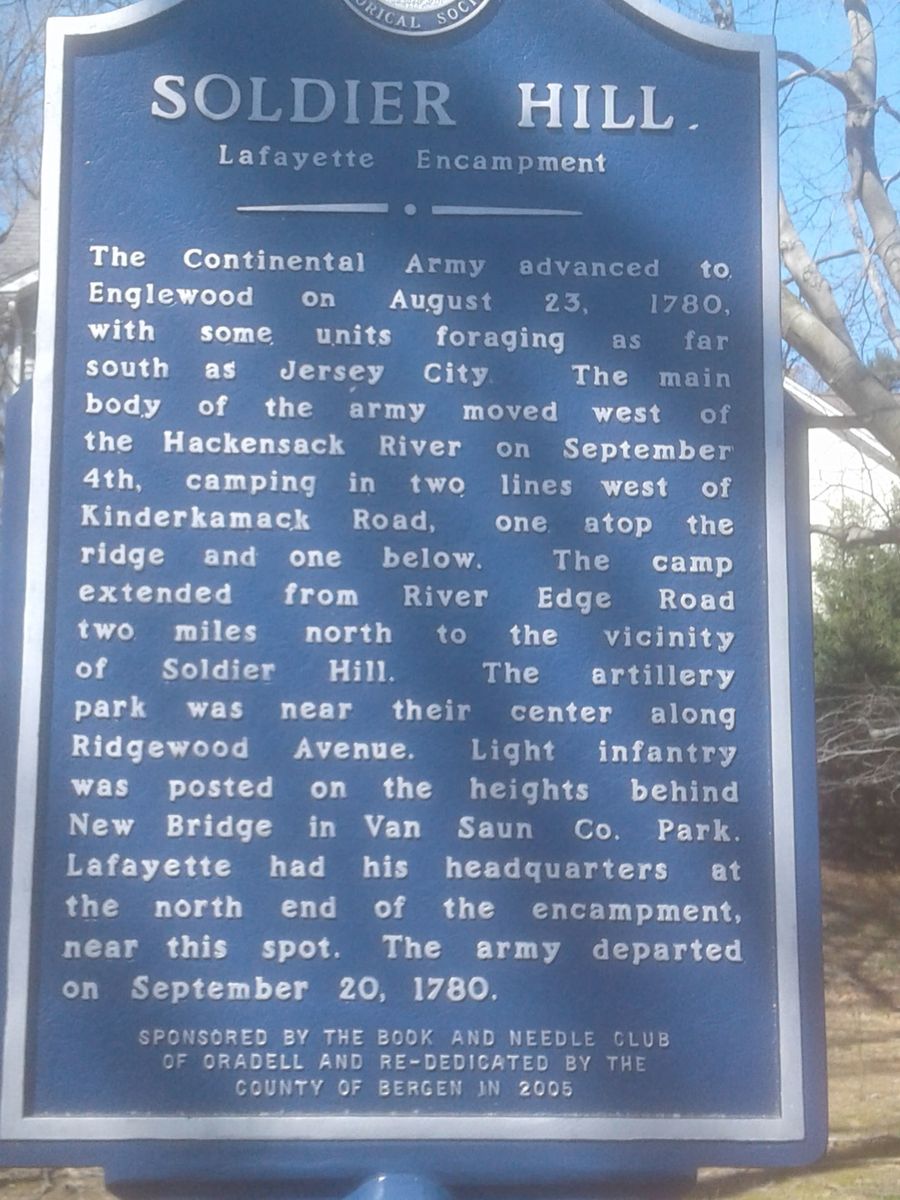 ORICAL SOCI
SOLDIER HILL
Lafayette Encampment
The Continental Army advanced to
Englewood on August 23, 1780,
with some units foraging as far
south as Jersey City. The main
body of the army moved west of
the Hackensack River on September
4th, camping in two lines west of
Kinderkamack Road, one atop the
ridge and one below. The camp
extended from River Edge Road
two miles north to the vicinity
of Soldier Hill. The artillery
park was near their center along
Ridgewood Avenue. Light infantry
was posted on the heights behind
New Bridge in Van Saun Co. Park.
Lafayette had his headquarters at
the north end of the encampment,
near this spot. The army departed
on September 20, 1780.
SPONSORED BY THE BOOK AND NEEDLE CLUB
OF ORADELL AND RE-DEDICATED BY THE
COUNTY OF BERGEN IN 2005